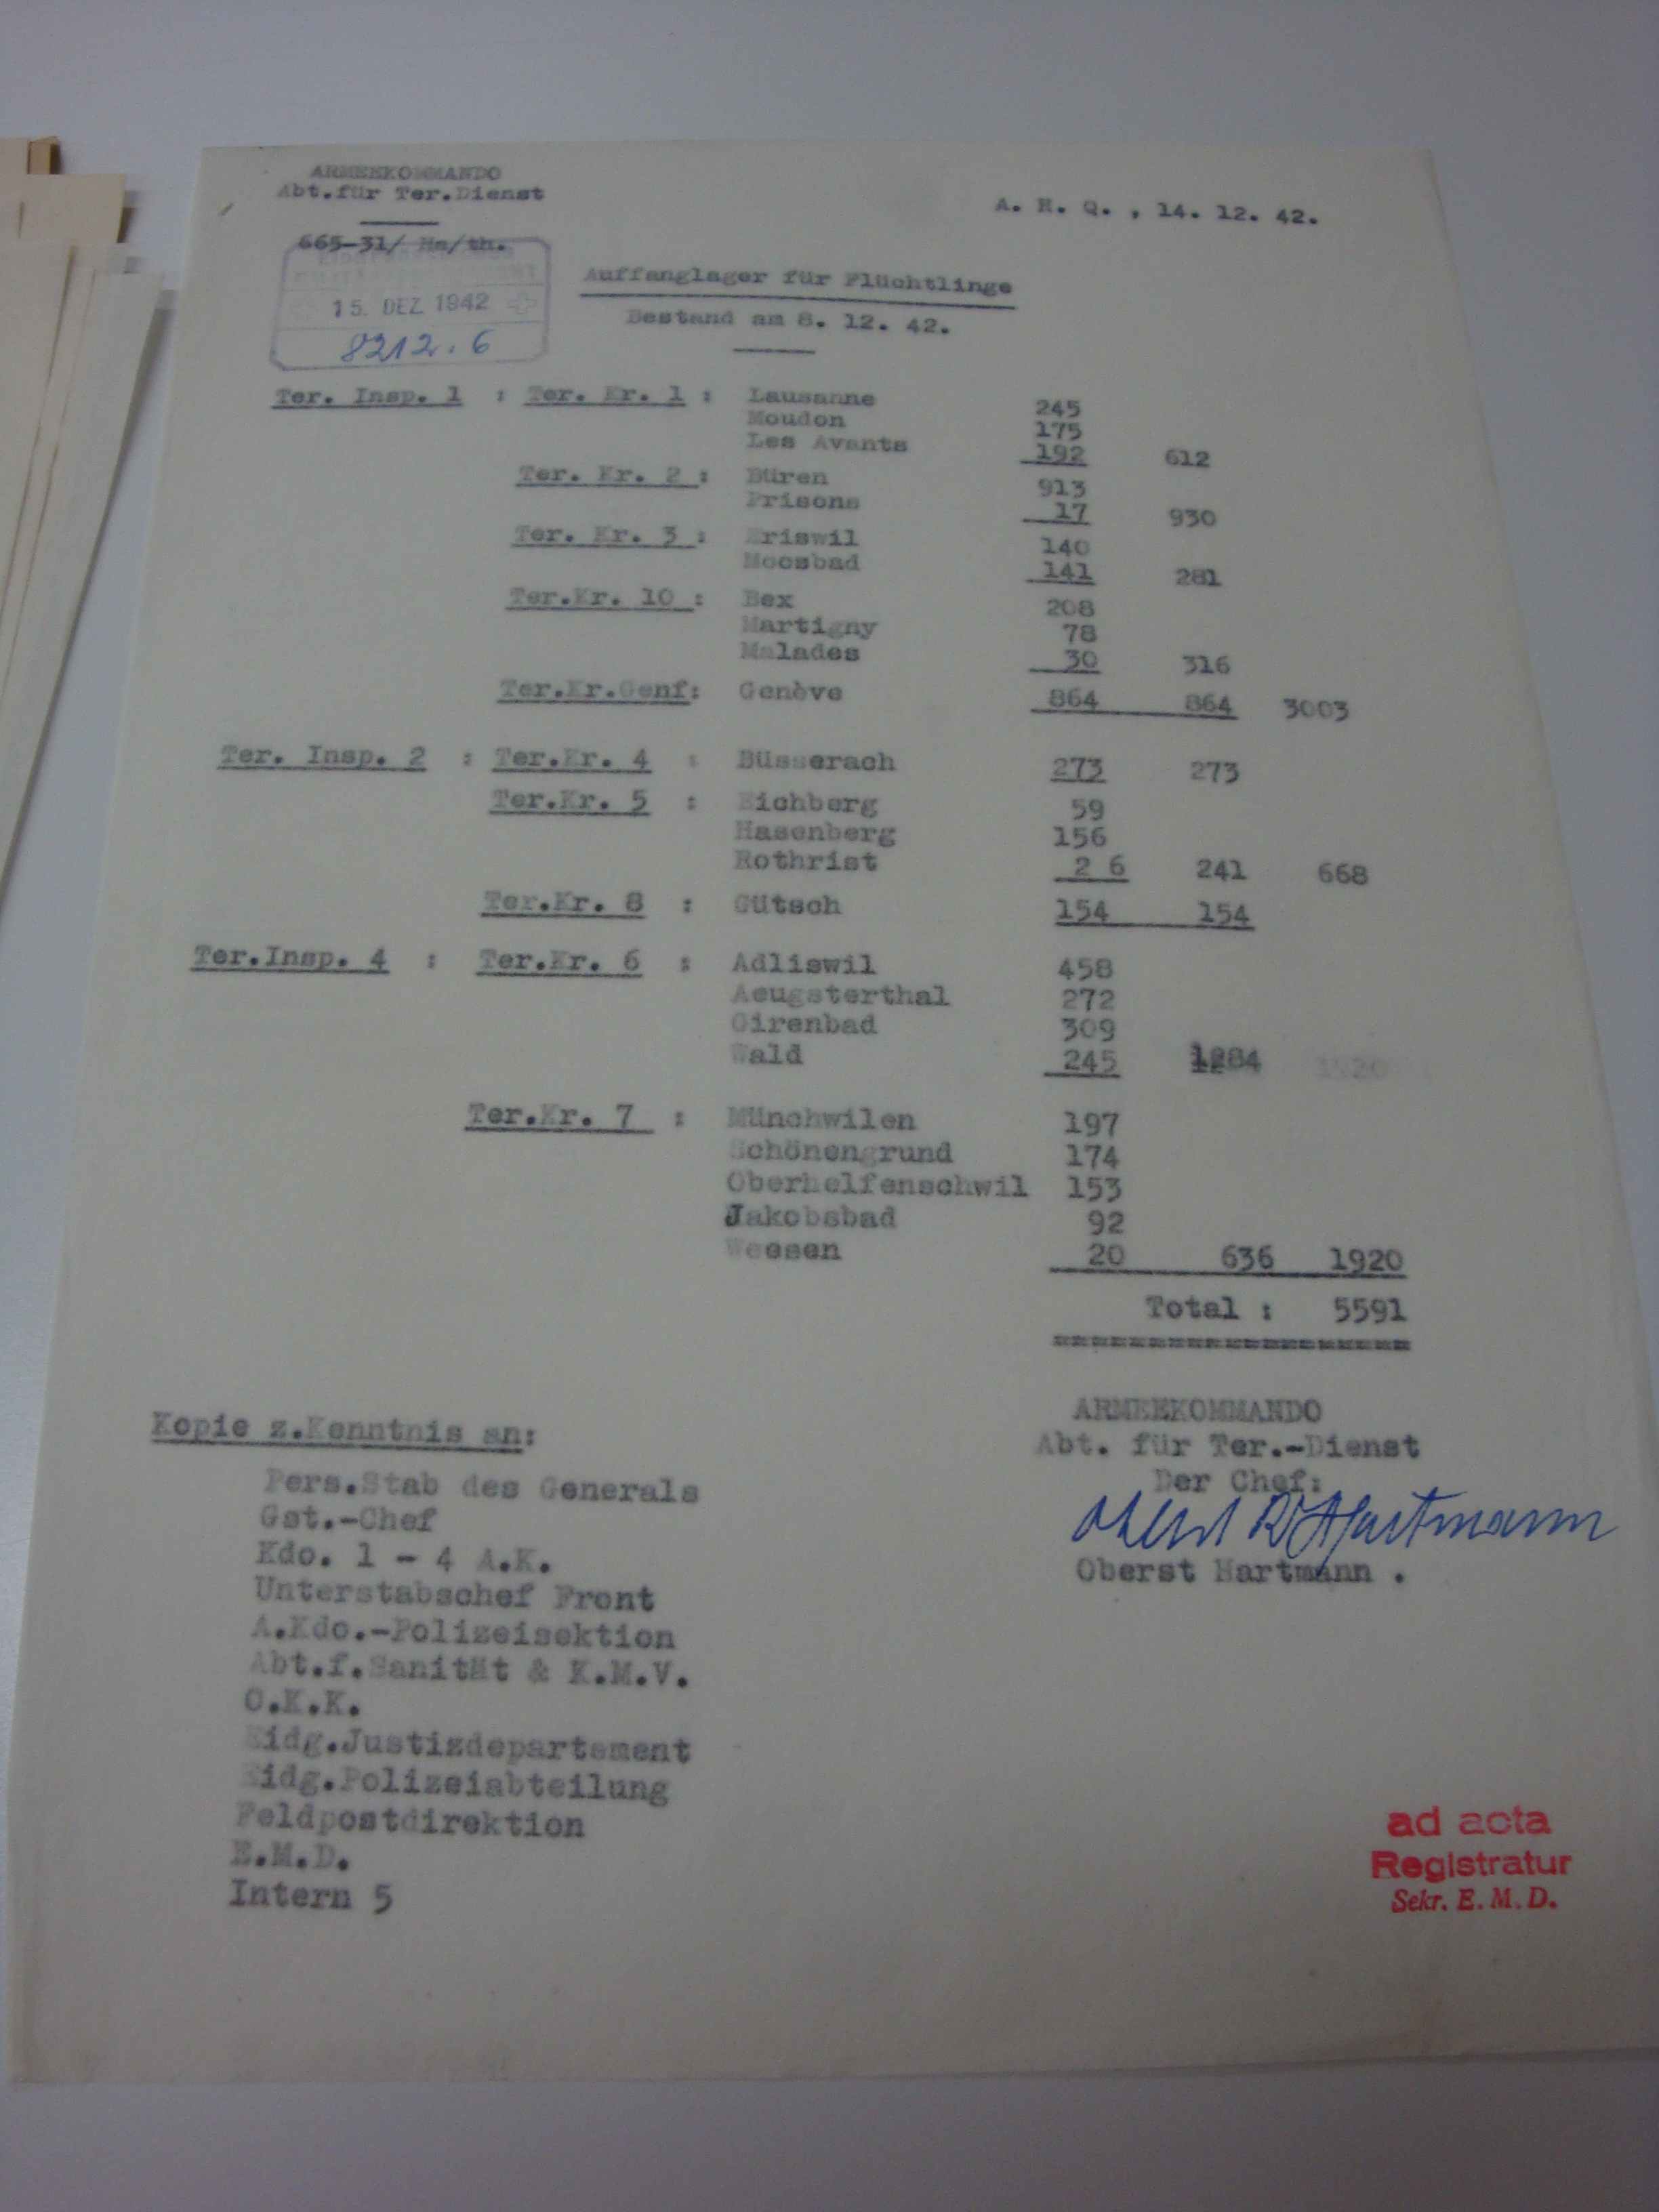 ARMEEKOMMANDO
Abt.für Ter.Dienst
A. H. Q. , 14. 12. 42.
665-31/ Ha/th.
15. DEZ. 1942
8212.6
Auffanglager für Flüchtlinge
Bestand am 8. 12. 42.
Ter. Insp. 1 : Ter. Kr. 1 : Lausanne 245
Moudon 175
Les Avants 192 612
Ter. Kr. 2 : Büren 913
Prisons 17 930
Ter. Kr. 3 : Eriswil 140
Moosbad 141 281
Ter.Kr. 10 : Bex 208
Martigny 78
Malades 30 316
Ter.Kr.Genf: Genève 864 864 3003
Ter. Insp. 2 : Ter.Kr. 4 : Büsserach 273 273
Ter.Kr. 5 : Eichberg 59
Hasenberg 156
Rothrist 2 6 241 668
Ter.Kr. 8 : Gütsch 154 154
Ter.Insp. 4 : Ter.Kr. 6 : Adliswil 458
Aeugsterthal 272
Girenbad 309
Wald 245 1284 1920
Ter.Kr. 7 : Münchwilen 197
Schönengrund 174
Oberhelfenschwil 153
Jakobsbad 92
Weesen 20 636 1920
Total : 5591
ARMEEKOMMANDO
Abt. für Ter.-Dienst
Der Chef:
Oberst R Hartmann
Oberst Hartmann .
Kopie z.Kenntnis an:
Pers.Stab des Generals
Gst.-Chef
Kdo. 1 - 4 A.K.
Unterstabschef Front
A.Kdo.-Polizeisektion
Abt.f.Sanität & K.M.V.
O.K.K.
Eidg.Justizdepartement
Eidg.Polizeiabteilung
Feldpostdirektion
E.M.D.
Intern 5
ad acta
Registratur
Sekr. E. M. D.